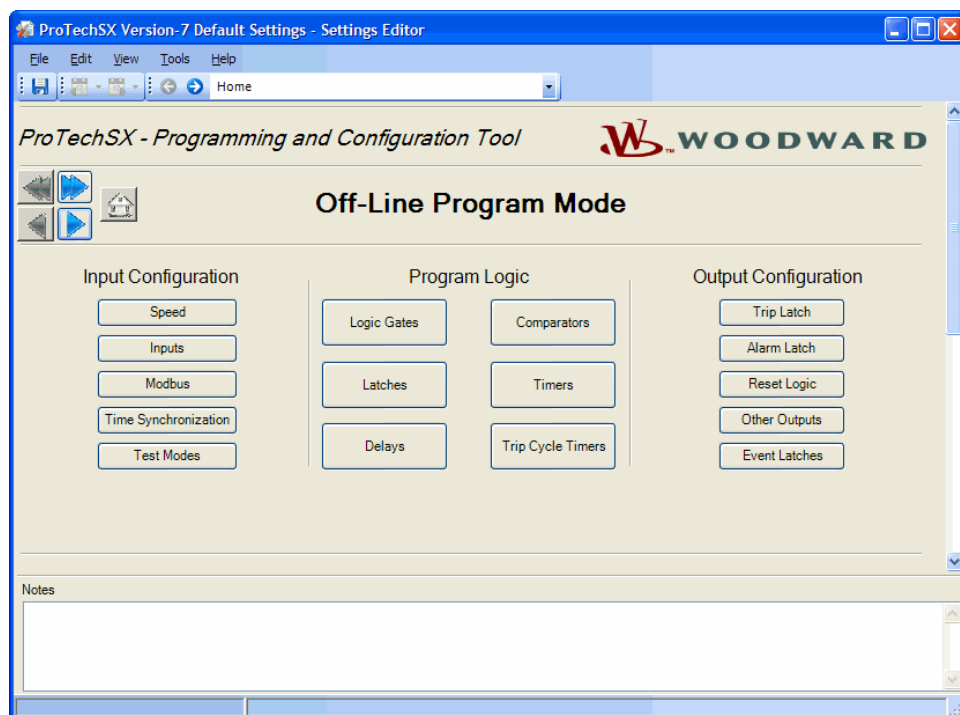 ProTechSX Version-7 Default Settings - Settings Editor
File Edit View Tools Help
Home
ProTechSX - Programming and Configuration Tool
WOODWARD
Off-Line Program Mode
Input Configuration
Speed
Inputs
Modbus
Time Synchronization
Test Modes
Program Logic
Logic Gates
Comparators
Latches
Timers
Delays
Trip Cycle Timers
Output Configuration
Trip Latch
Alarm Latch
Reset Logic
Other Outputs
Event Latches
Notes